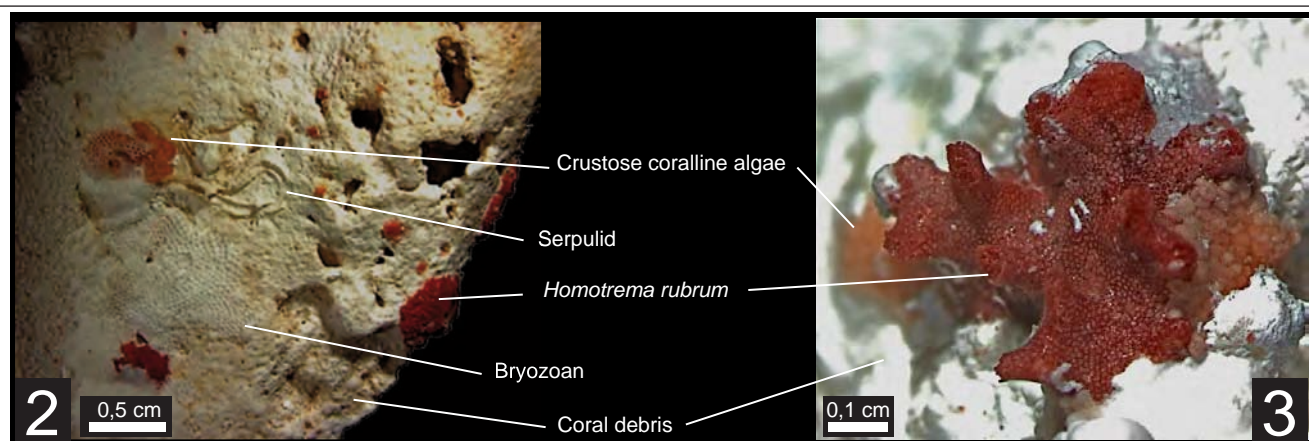 Crustose coralline algae
Serpulid
Homotrema rubrum
Bryozoan
Coral debris
2
0,5 cm
0,1 cm
3